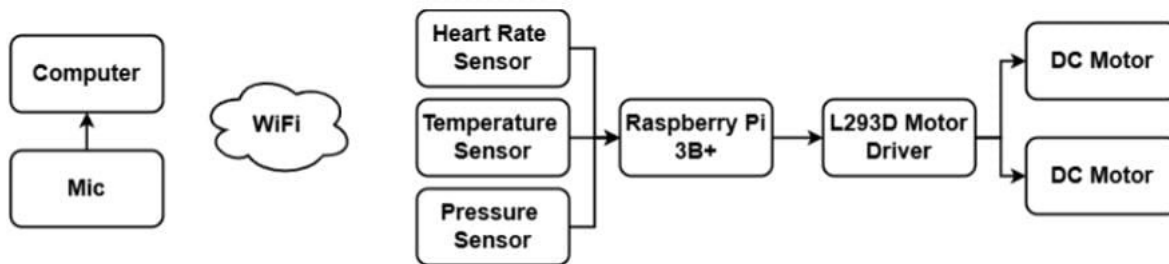 Computer
Mic
WiFi
Heart Rate
Sensor
Temperature
Sensor
Pressure
Sensor
Raspberry Pi
3B+
L293D Motor
Driver
DC Motor
DC Motor